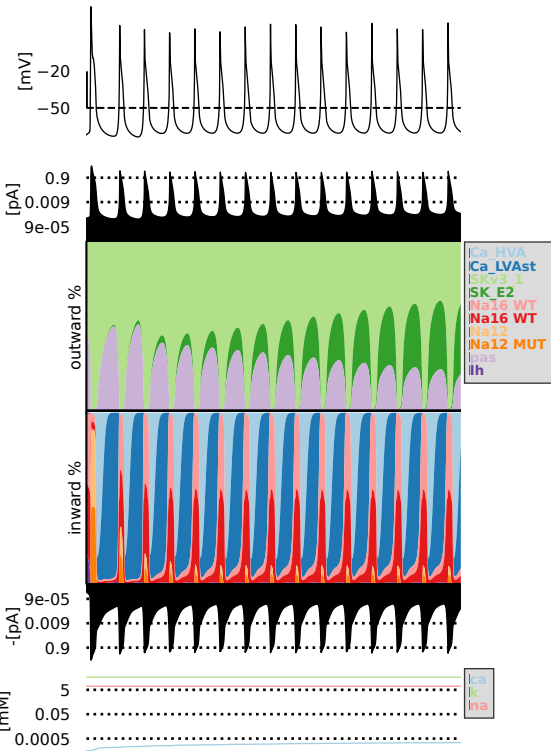 [mV]
−20
−50
[pA]
0.9
0.009
9e-05
outward %
Ca_HVA
Ca_LVAst
SKv3_1
SK_E2
Na16 WT
Na16 WT
Na12
Na12 MUT
pas
Ih
inward %
-[pA]
9e-05
0.009
0.9
[mM]
5
0.05
0.0005
ca
k
na